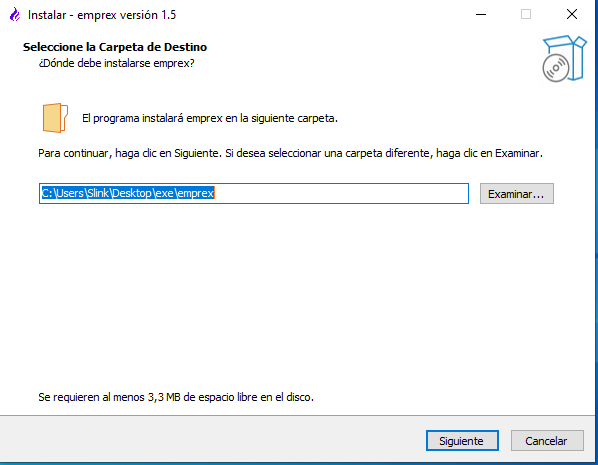 Instalar - emprex versión 1.5
Seleccione la Carpeta de Destino
¿Dónde debe instalarse emprex?
El programa instalará emprex en la siguiente carpeta.
Para continuar, haga clic en Siguiente. Si desea seleccionar una carpeta diferente, haga clic en Examinar.
C:\Users\Slink\Desktop\exe\emprex
Examinar...
Se requieren al menos 3,3 MB de espacio libre en el disco.
Siguiente
Cancelar